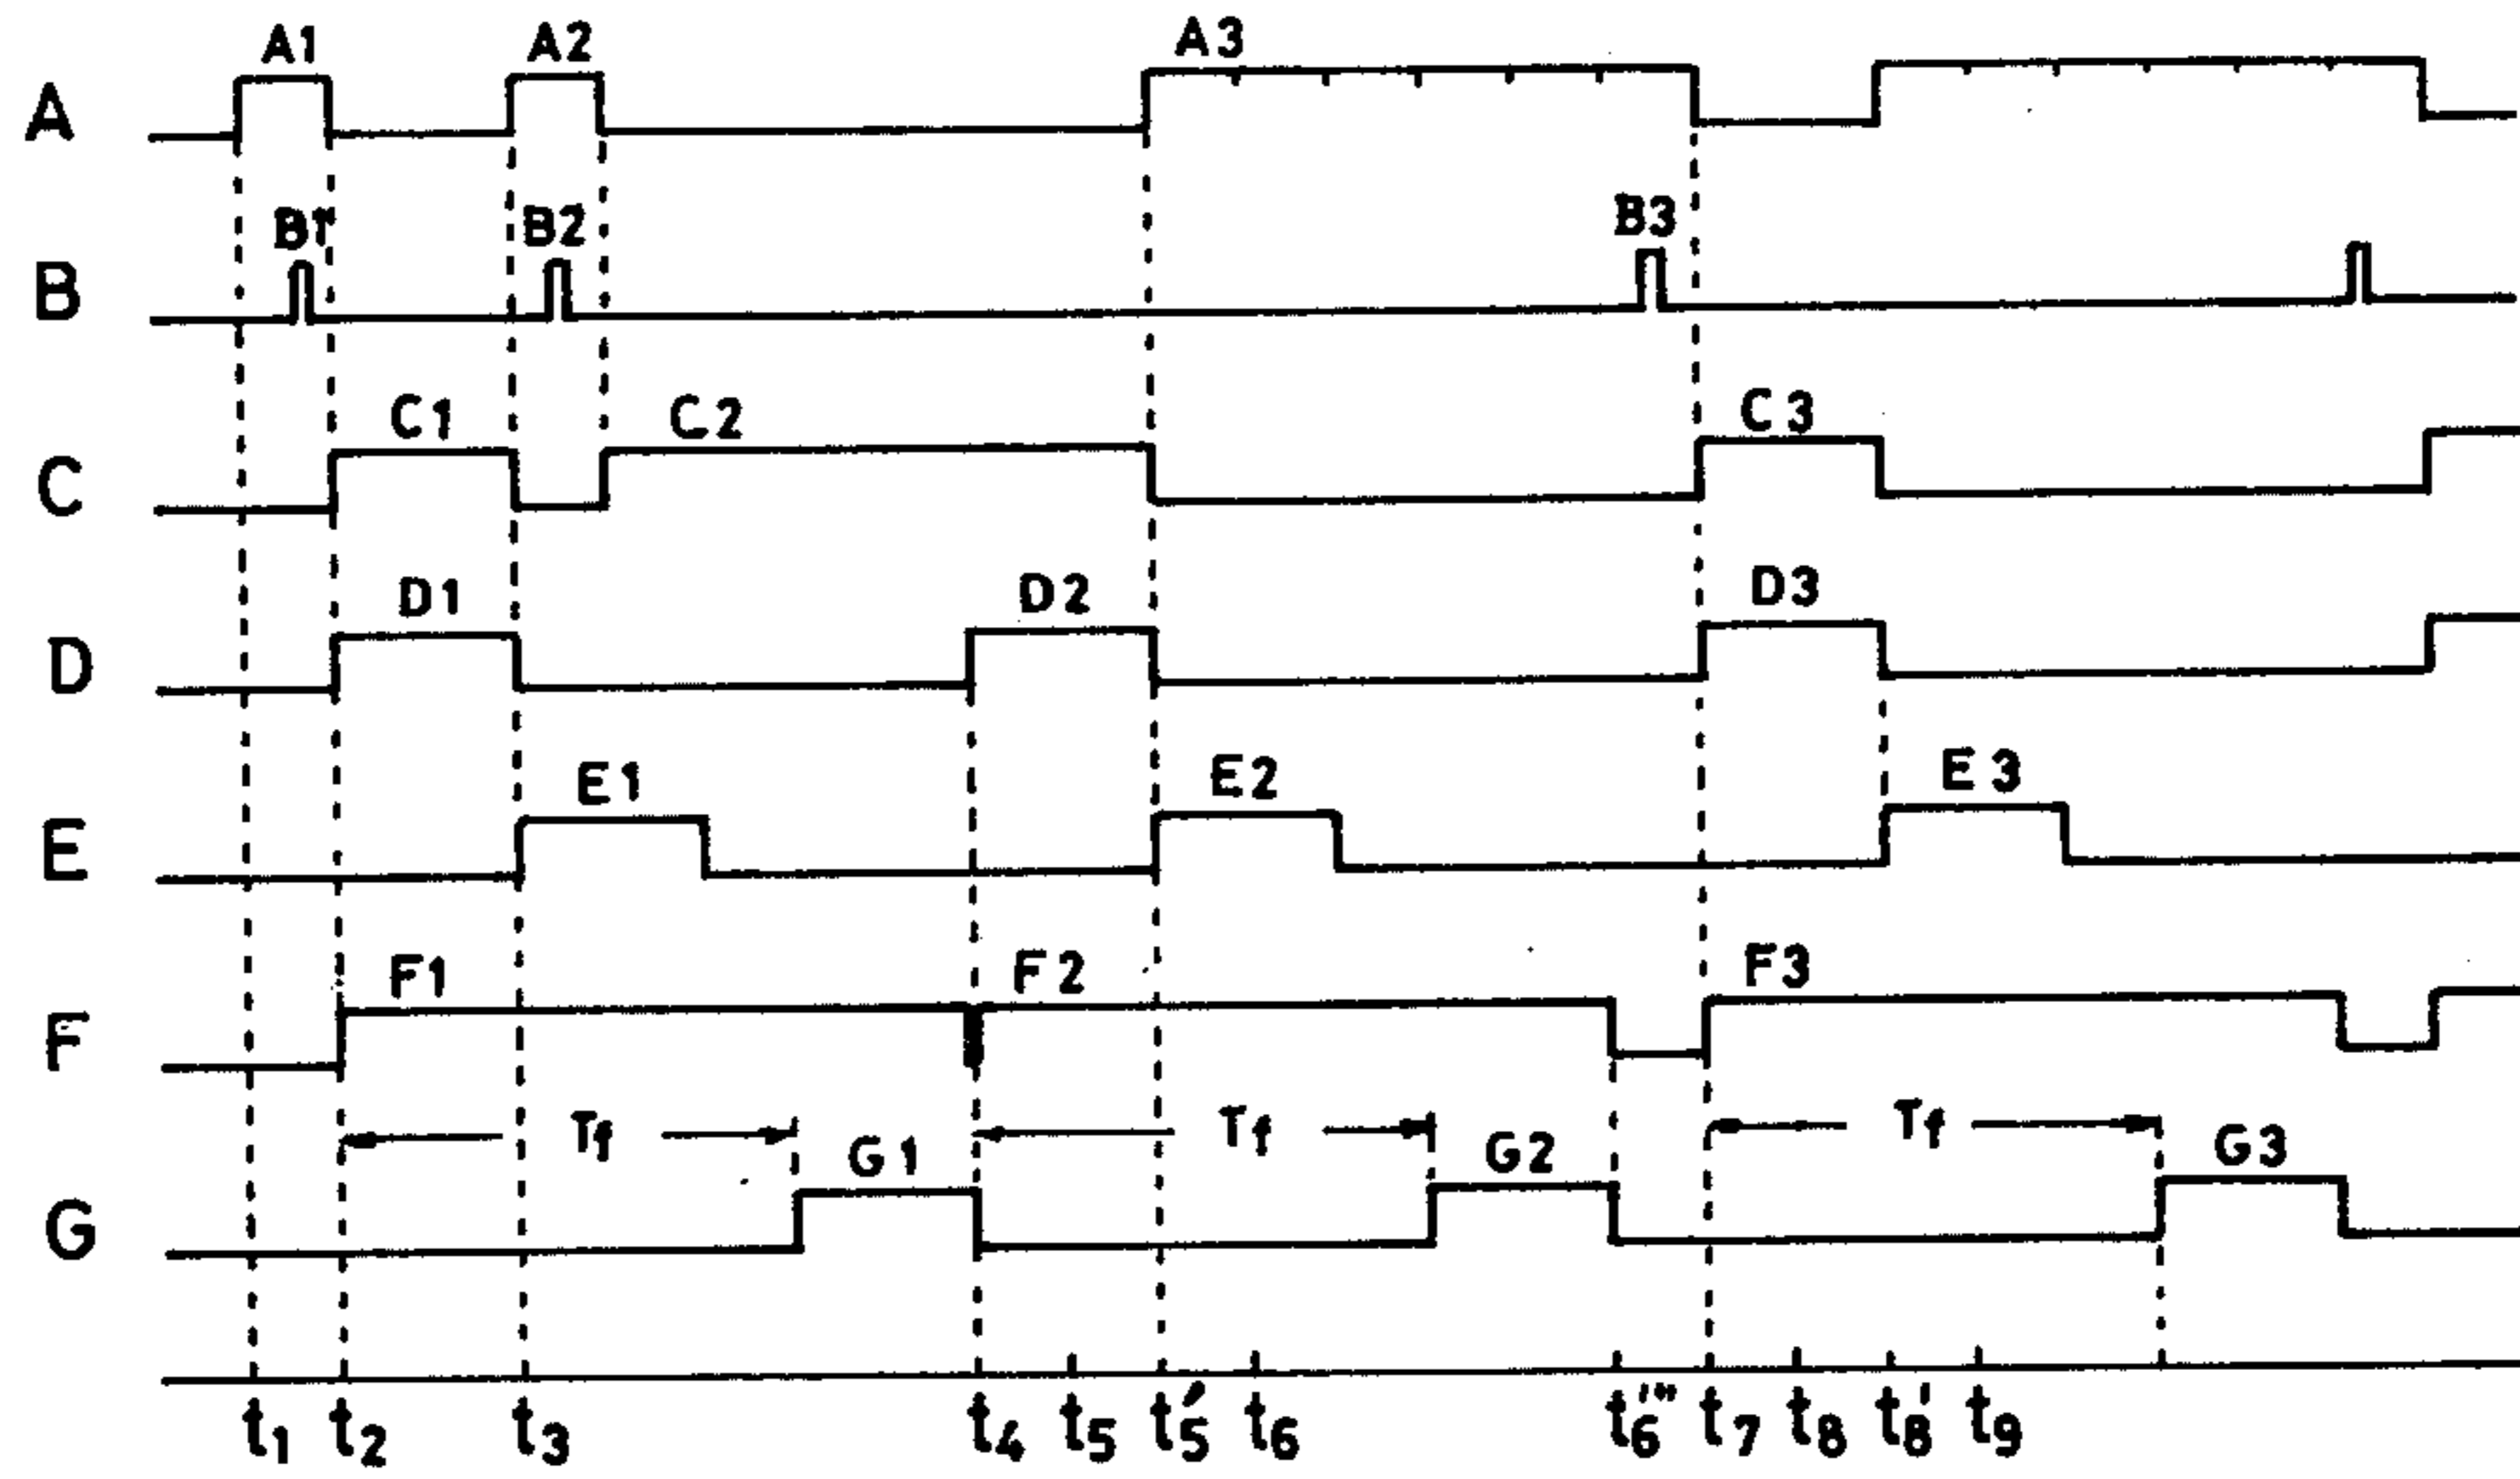 A1 A2 A3
A
B1 B2 B3
B
C1 C2 C3
C
D1 D2 D3
D
E1 E2 E3
E
F1 F2 F3
F
Tf Tf Tf
G1 G2 G3
G
t1 t2 t3 t4 t5 t5' t6 t6''' t7 t8 t8' t9